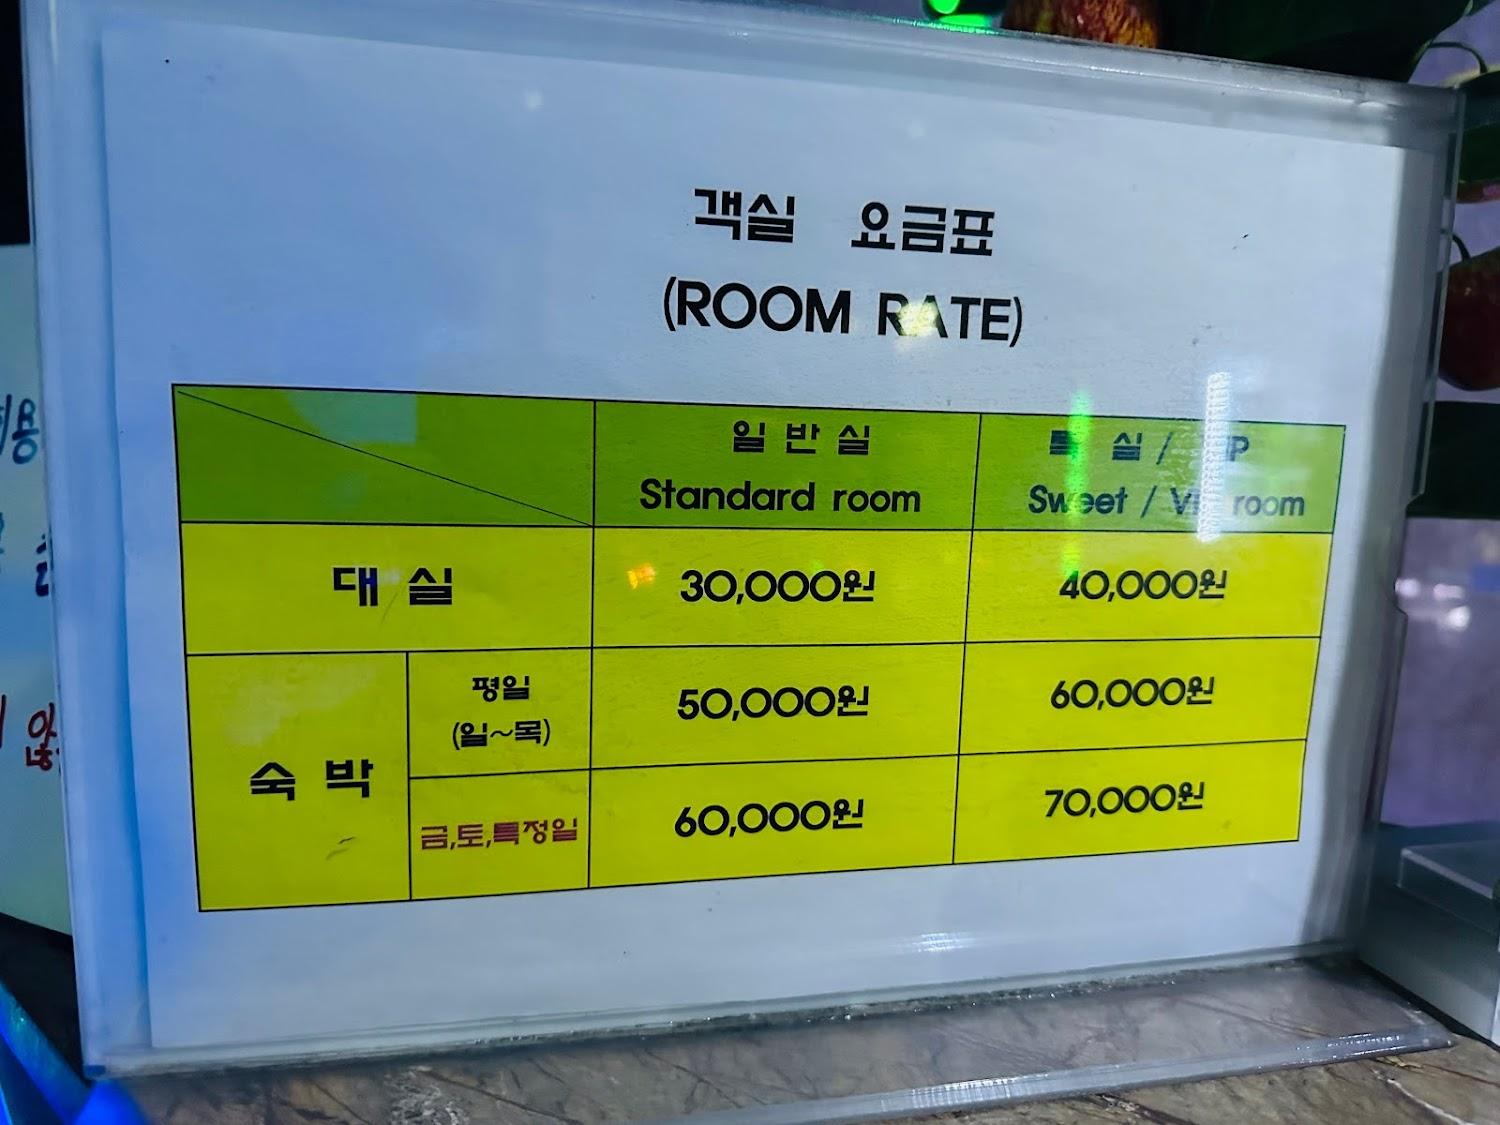 객실 요금표
(ROOM RATE)
일반실
Standard room
실 /
Sweet / room
대 실
30,000원
40,000원
숙 박
평일
(일~목)
50,000원
60,000원
금,토,특정일
60,000원
70,000원